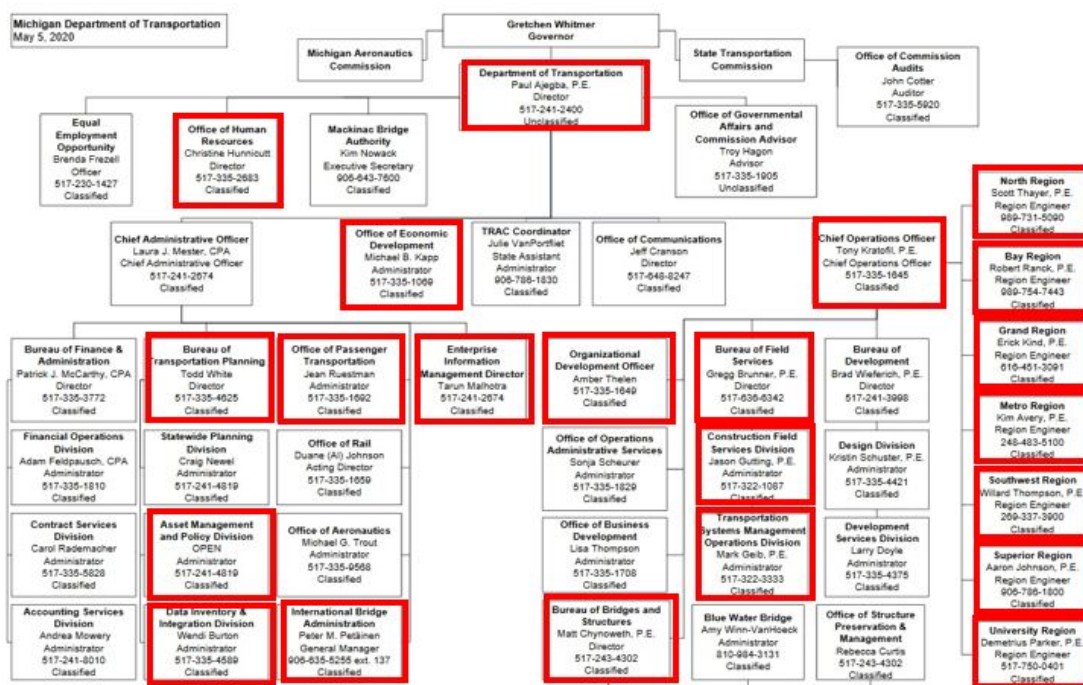 Michigan Department of Transportation
May 5, 2020
Gretchen Whitmer
Governor
Michigan Aeronautics
Commission
State Transportation
Commission
Office of Commission
Audits
John Cotter
Auditor
517-335-5920
Classified
Department of Transportation
Paul Ajegba, P.E.
Director
517-241-2400
Unclassified
Equal
Employment
Opportunity
Brenda Frezell
Officer
517-230-1427
Classified
Office of Human
Resources
Christine Hunnicutt
Director
517-335-2683
Classified
Mackinac Bridge
Authority
Kim Nowack
Executive Secretary
906-643-7600
Classified
Office of Governmental
Affairs and
Commission Advisor
Troy Hagon
Advisor
517-335-1905
Unclassified
Chief Administrative Officer
Laura J. Mester, CPA
Chief Administrative Officer
517-241-2674
Classified
Office of Economic
Development
Michael B. Kapp
Administrator
517-335-1069
Classified
TRAC Coordinator
Julie VanPortfliet
State Assistant
Administrator
906-786-1830
Classified
Office of Communications
Jeff Cranson
Director
517-648-8247
Classified
Chief Operations Officer
Tony Kratofil, P.E.
Chief Operations Officer
517-335-1645
Classified
North Region
Scott Thayer, P.E.
Region Engineer
989-731-5090
Classified
Bay Region
Robert Ranck, P.E.
Region Engineer
989-754-7443
Classified
Grand Region
Erick Kind, P.E.
Region Engineer
616-451-3091
Classified
Metro Region
Kim Avery, P.E.
Region Engineer
248-483-5100
Classified
Southwest Region
Willard Thompson, P.E.
Region Engineer
269-337-3900
Classified
Superior Region
Aaron Johnson, P.E.
Region Engineer
906-786-1800
Classified
University Region
Demetrius Parker, P.E.
Region Engineer
517-750-0401
Classified
Bureau of Finance &
Administration
Patrick J. McCarthy, CPA
Director
517-335-3772
Classified
Bureau of
Transportation Planning
Todd White
Director
517-335-4625
Classified
Office of Passenger
Transportation
Jean Ruestman
Administrator
517-335-1692
Classified
Enterprise Information
Management Director
Tarun Malhotra
517-241-2674
Classified
Organizational
Development Officer
Amber Thelen
517-335-1649
Classified
Bureau of Field
Services
Gregg Brunner, P.E.
Director
517-636-6342
Classified
Bureau of
Development
Brad Wieferich, P.E.
Director
517-241-3998
Classified
Financial Operations
Division
Adam Feldpausch, CPA
Administrator
517-335-1810
Classified
Statewide Planning
Division
Craig Newel
Administrator
517-241-4819
Classified
Office of Rail
Duane (Al) Johnson
Acting Director
517-335-1659
Classified
Office of Operations
Administrative Services
Sonja Scheurer
Administrator
517-335-1829
Classified
Construction Field
Services Division
Jason Gutting, P.E.
Administrator
517-322-1087
Classified
Design Division
Kristin Schuster, P.E.
Administrator
517-335-4421
Classified
Contract Services
Division
Carol Rademacher
Administrator
517-335-5828
Classified
Asset Management
and Policy Division
OPEN
Administrator
517-241-4819
Classified
Office of Aeronautics
Michael G. Trout
Administrator
517-335-9568
Classified
Office of Business
Development
Lisa Thompson
Administrator
517-335-1708
Classified
Transportation
Systems Management
Operations Division
Mark Geib, P.E.
Administrator
517-322-3333
Classified
Development
Services Division
Larry Doyle
Administrator
517-335-4375
Classified
Accounting Services
Division
Andrea Mowery
Administrator
517-241-8010
Classified
Data Inventory &
Integration Division
Wendi Burton
Administrator
517-335-4589
Classified
International Bridge
Administration
Peter M. Petäinen
General Manager
906-635-5255 ext. 137
Classified
Bureau of Bridges and
Structures
Matt Chynoweth, P.E.
Director
517-243-4302
Classified
Blue Water Bridge
Amy Winn-VanHoeck
Administrator
810-984-3131
Classified
Office of Structure
Preservation &
Management
Rebecca Curtis
517-243-4302
Classified